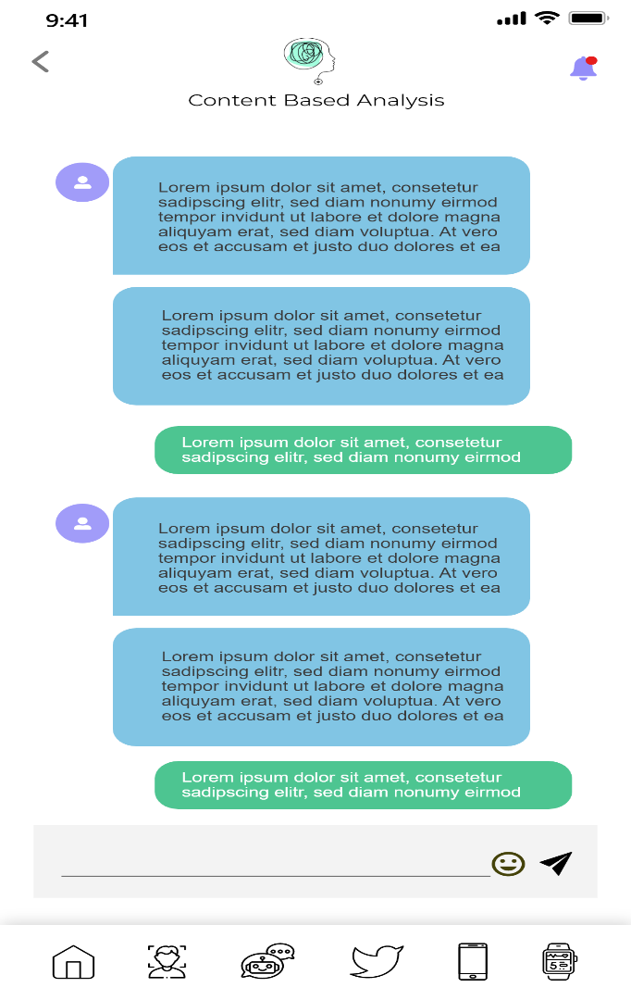 9:41
Content Based Analysis
Lorem ipsum dolor sit amet, consetetur
sadipscing elitr, sed diam nonumy eirmod
tempor invidunt ut labore et dolore magna
aliquyam erat, sed diam voluptua. At vero
eos et accusam et justo duo dolores et ea
Lorem ipsum dolor sit amet, consetetur
sadipscing elitr, sed diam nonumy eirmod
tempor invidunt ut labore et dolore magna
aliquyam erat, sed diam voluptua. At vero
eos et accusam et justo duo dolores et ea
Lorem ipsum dolor sit amet, consetetur
sadipscing elitr, sed diam nonumy eirmod
Lorem ipsum dolor sit amet, consetetur
sadipscing elitr, sed diam nonumy eirmod
tempor invidunt ut labore et dolore magna
aliquyam erat, sed diam voluptua. At vero
eos et accusam et justo duo dolores et ea
Lorem ipsum dolor sit amet, consetetur
sadipscing elitr, sed diam nonumy eirmod
tempor invidunt ut labore et dolore magna
aliquyam erat, sed diam voluptua. At vero
eos et accusam et justo duo dolores et ea
Lorem ipsum dolor sit amet, consetetur
sadipscing elitr, sed diam nonumy eirmod
5